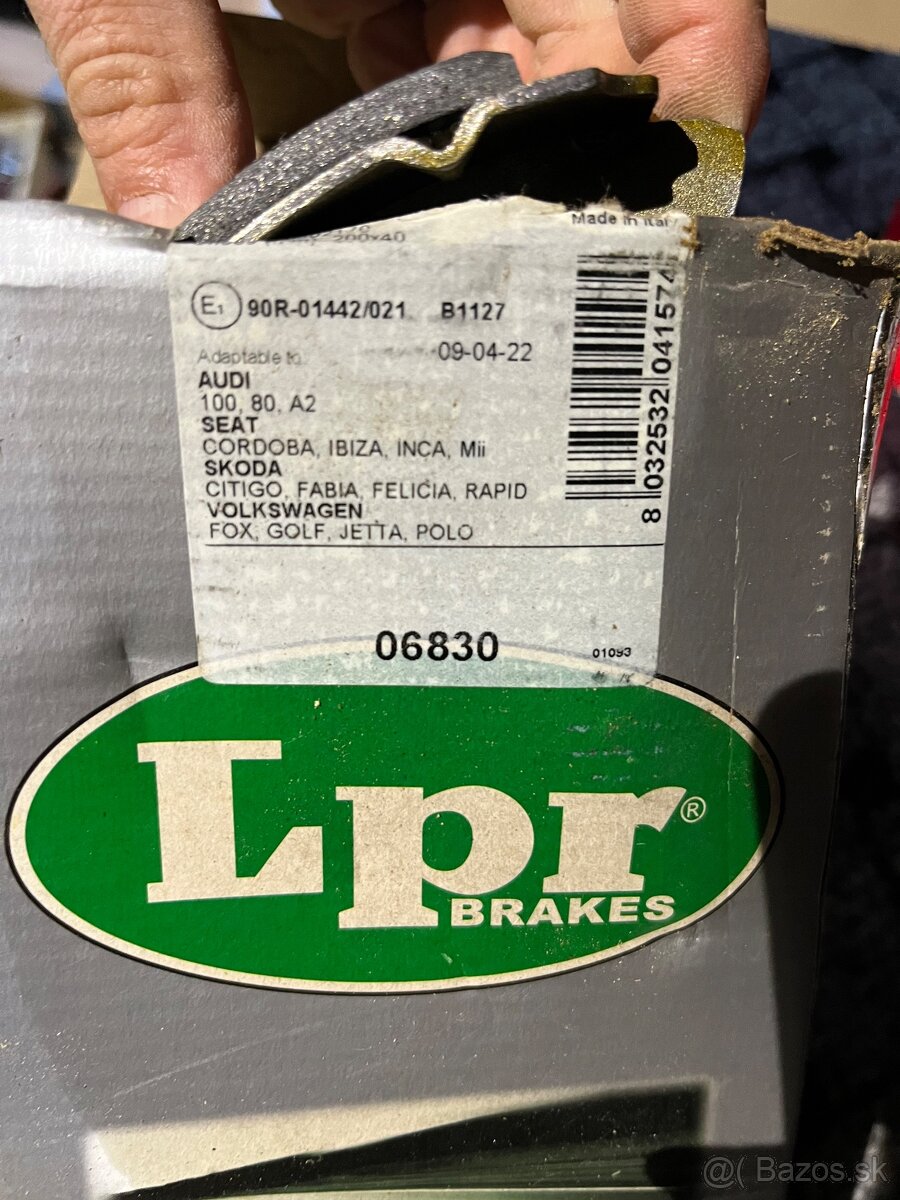 Made in Italy
200x40
E1 90R-01442/021 B1127
Adaptable to: 09-04-22
AUDI
100, 80, A2
SEAT
CORDOBA, IBIZA, INCA, Mii
SKODA
CITIGO, FABIA, FELICIA, RAPID
VOLKSWAGEN
FOX, GOLF, JETTA, POLO
8 032532 041574
06830
01093
Lpr®
BRAKES
@( Bazos.sk